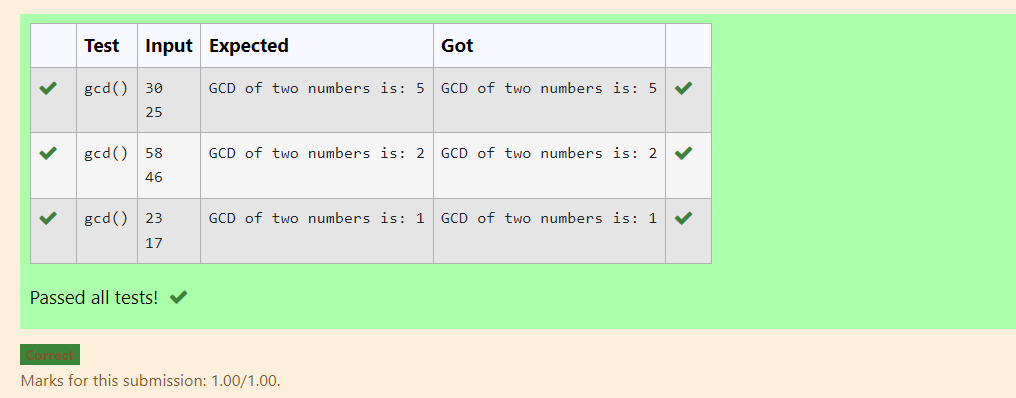 Test Input Expected Got
gcd() 30 GCD of two numbers is: 5 GCD of two numbers is: 5
25
gcd() 58 GCD of two numbers is: 2 GCD of two numbers is: 2
46
gcd() 23 GCD of two numbers is: 1 GCD of two numbers is: 1
17
Passed all tests!
Correct
Marks for this submission: 1.00/1.00.